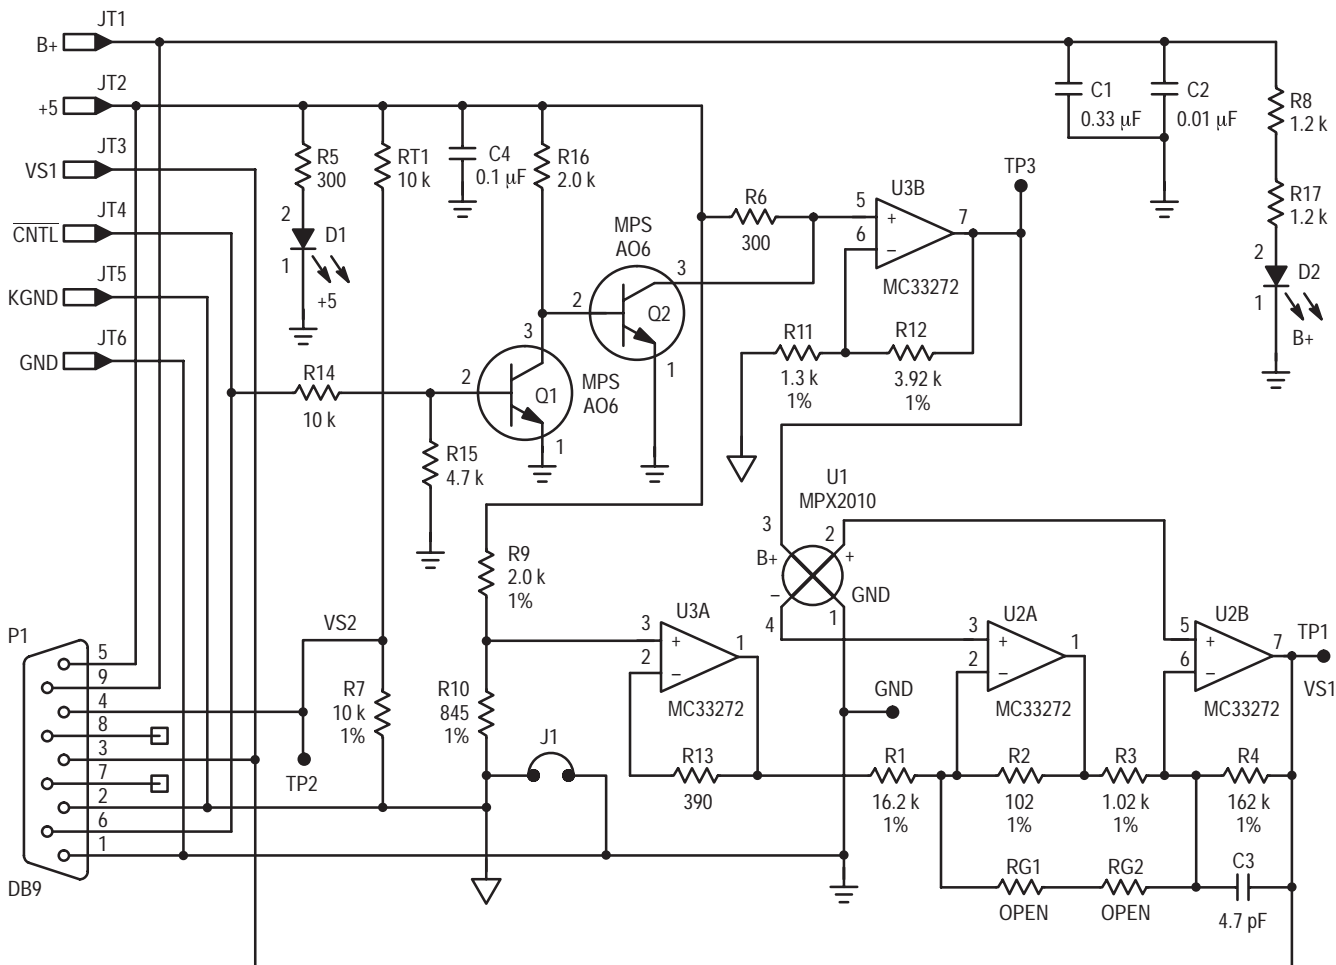 JT1
B+
JT2
+5
JT3
VS1
JT4
CNTL
JT5
KGND
JT6
GND
R5
300
2
D1
1
+5
RT1
10 k
C4
0.1 µF
R16
2.0 k
MPS
AO6
3
2
Q2
1
3
2
Q1
1
MPS
AO6
R14
10 k
R15
4.7 k
R6
300
U3B
5
+
6
–
7
MC33272
TP3
R11
1.3 k
1%
R12
3.92 k
1%
C1
0.33 µF
C2
0.01 µF
R8
1.2 k
R17
1.2 k
2
D2
1
B+
U1
MPX2010
3
2
B+
+
–
GND
4
1
R9
2.0 k
1%
VS2
P1
5
9
4
8
3
7
2
6
1
DB9
TP2
R7
10 k
1%
R10
845
1%
J1
U3A
3
+
2
–
1
MC33272
R13
390
GND
R1
16.2 k
1%
U2A
3
+
2
–
1
MC33272
R2
102
1%
R3
1.02 k
1%
U2B
5
+
6
–
7
MC33272
TP1
VS1
R4
162 k
1%
RG1
OPEN
RG2
OPEN
C3
4.7 pF